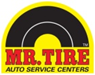 MR. TIRE
AUTO SERVICE CENTERS